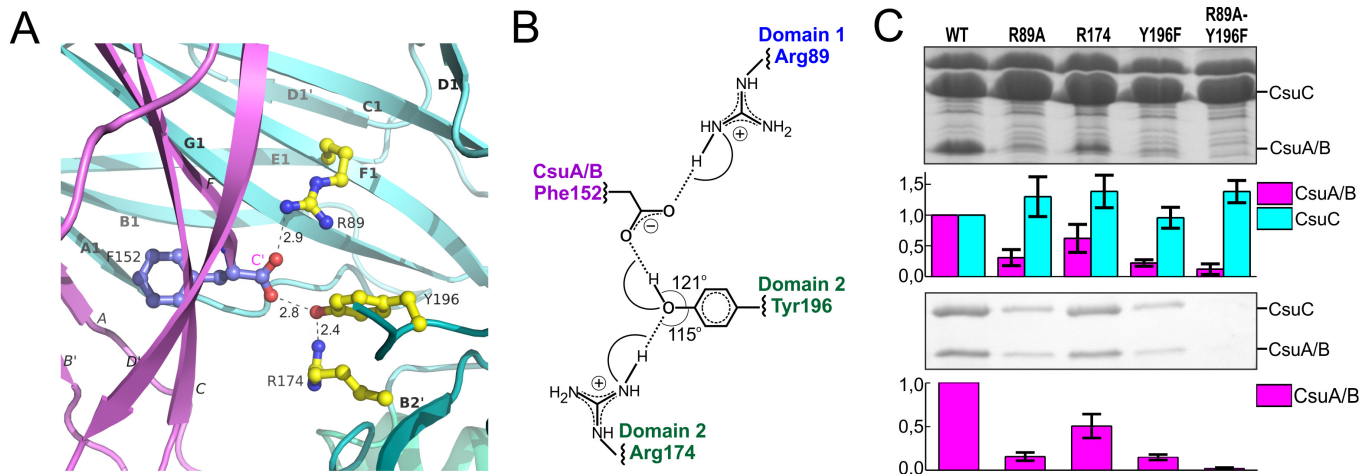 A
D1'
C1
D1
G1
E1
F1
F
R89
B1
2.9
A1
F152
C'
Y196
2.8
2.4
A
B'
D'
R174
C
B2'
B
Domain 1
Arg89
NH
HN
NH2
+
H
CsuA/B
Phe152
O
−
O
H
121°
O
Domain 2
Tyr196
115°
H
+
H2N
NH
NH
Domain 2
Arg174
C
WT R89A R174 Y196F R89A-Y196F
CsuC
CsuA/B
1,5
1,0
0,5
0,0
CsuA/B
CsuC
CsuC
CsuA/B
1,0
0,5
0,0
CsuA/B